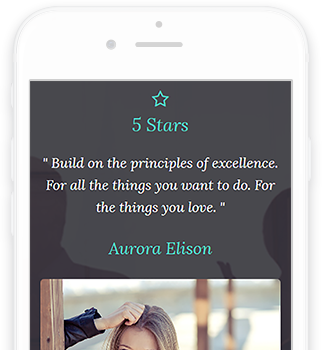 5 Stars
" Build on the principles of excellence.
For all the things you want to do. For
the things you love. "
Aurora Elison